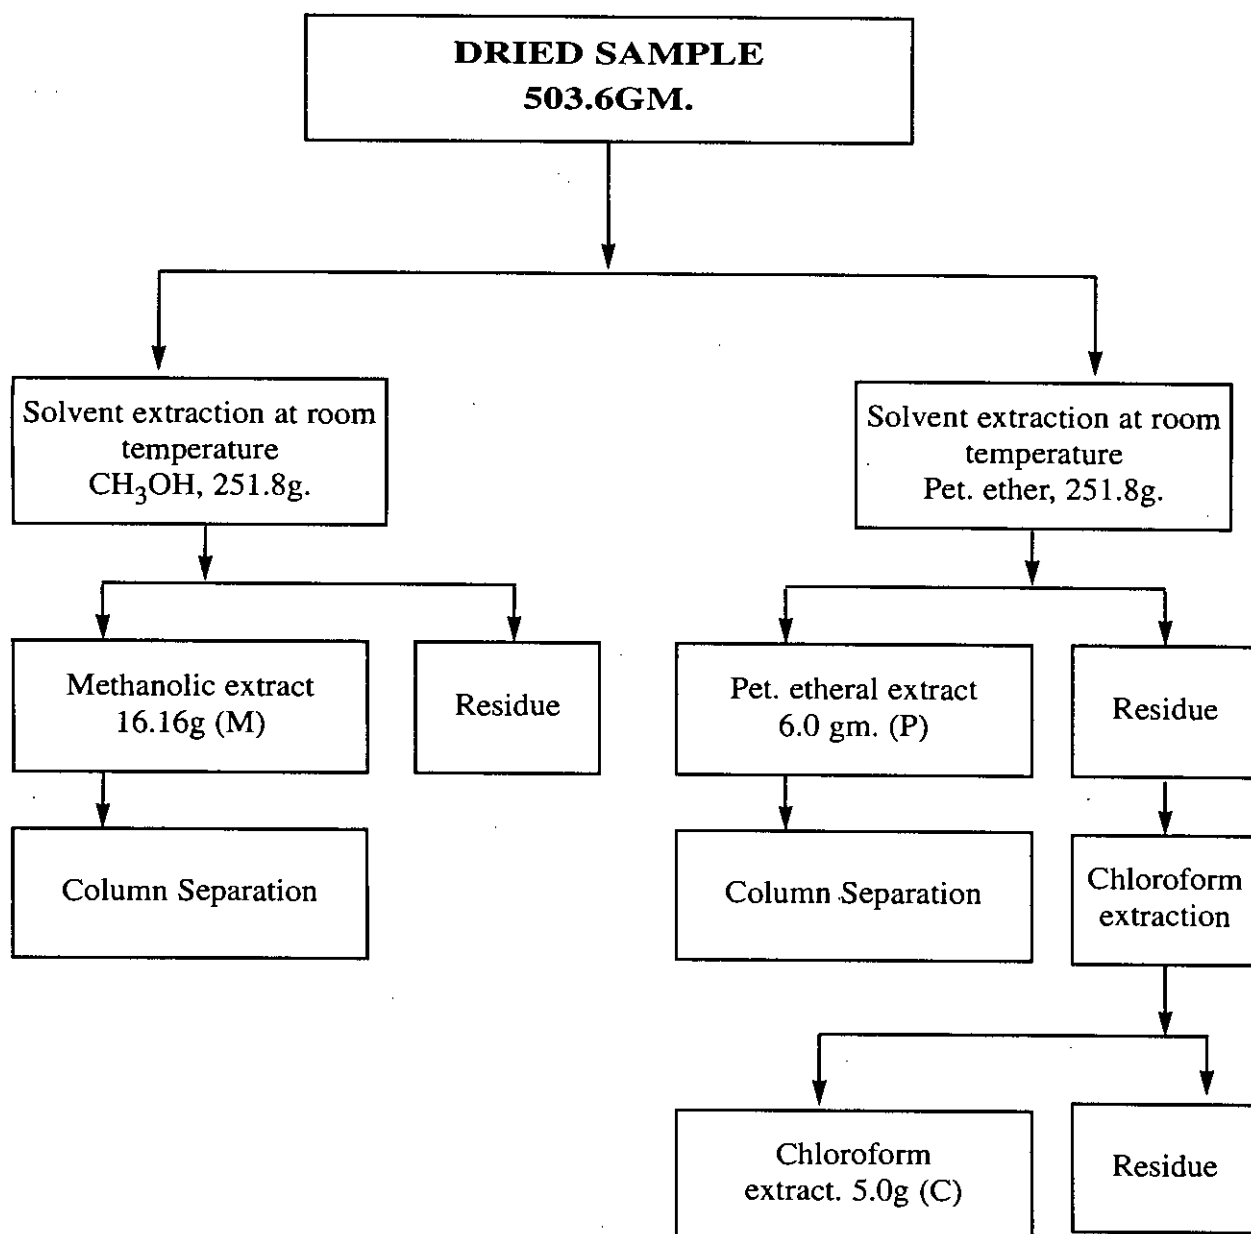 DRIED SAMPLE
503.6GM.
Solvent extraction at room
temperature
CH₃OH, 251.8g.
Solvent extraction at room
temperature
Pet. ether, 251.8g.
Methanolic extract
16.16g (M)
Residue
Pet. etheral extract
6.0 gm. (P)
Residue
Column Separation
Column Separation
Chloroform
extraction
Chloroform
extract. 5.0g (C)
Residue